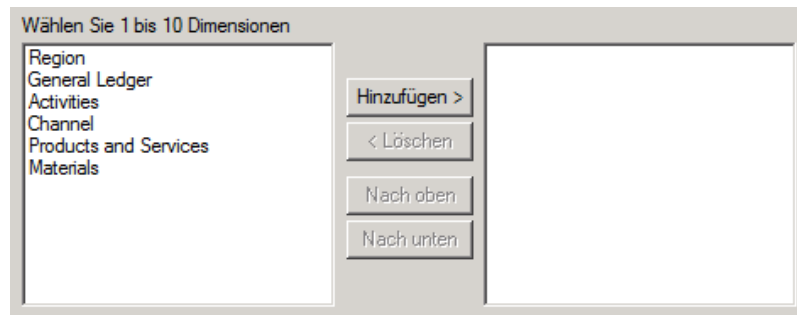 Wählen Sie 1 bis 10 Dimensionen
Region
General Ledger
Activities
Channel
Products and Services
Materials
Hinzufügen >
< Löschen
Nach oben
Nach unten